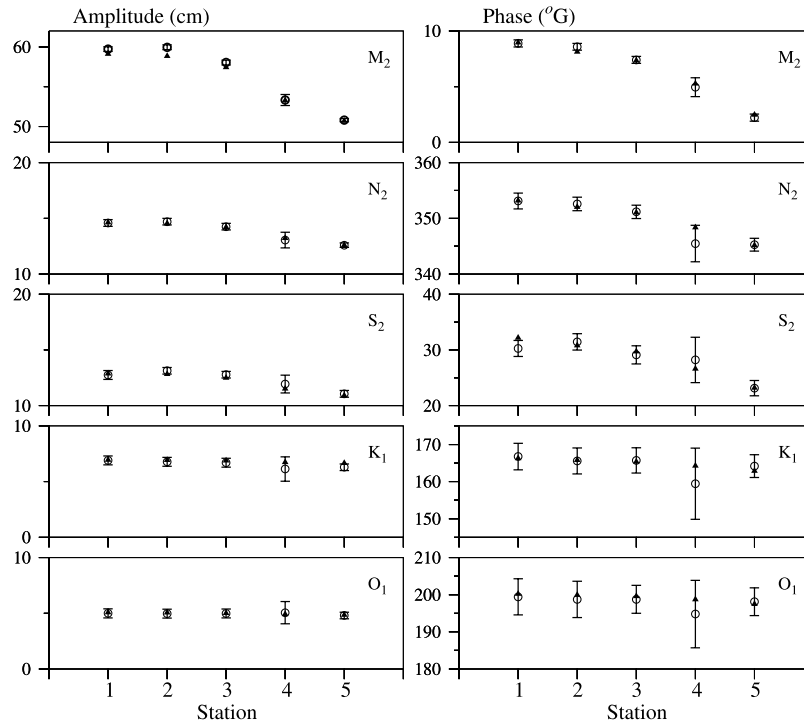 Amplitude (cm) Phase (°G)
60 10
M₂ M₂
50 0
20 360
N₂ N₂
350
10 340
20 40
S₂ S₂
30
10 20
10 170
K₁ K₁
160
0 150
10 210
O₁ O₁
200
190
0 180
1 2 3 4 5 1 2 3 4 5
Station Station